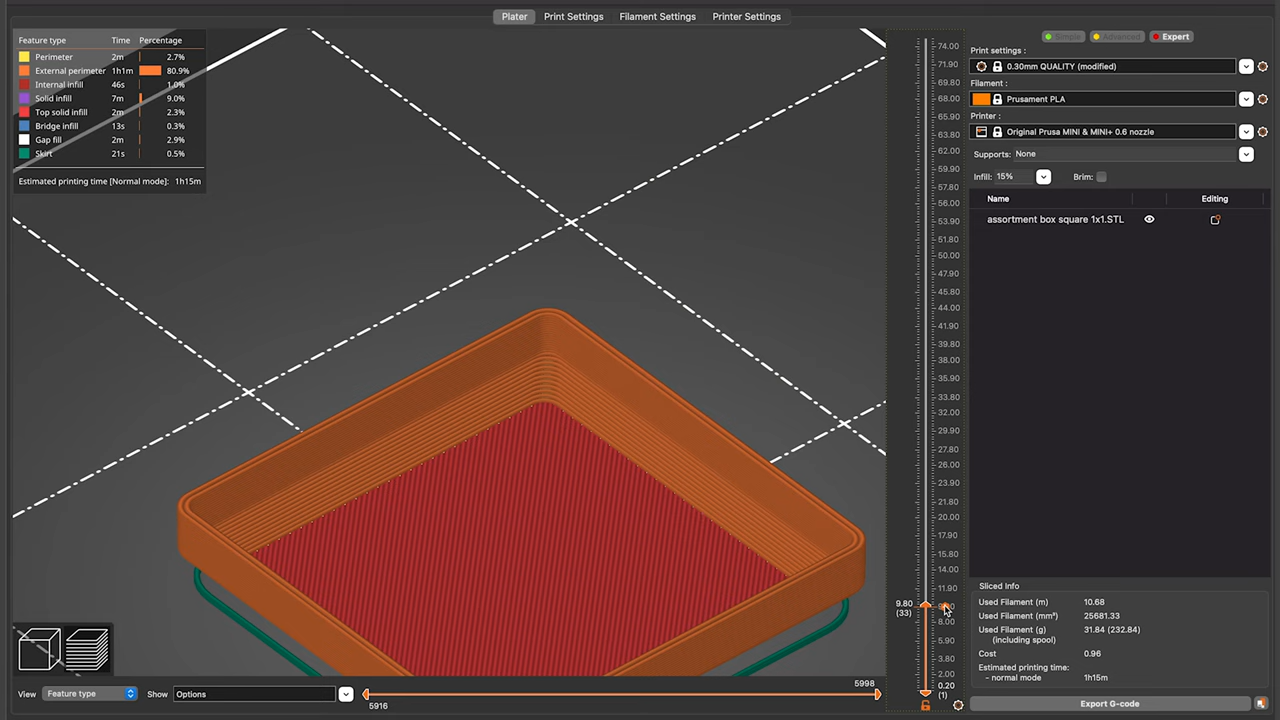 Plater Print Settings Filament Settings Printer Settings
Feature type Time Percentage
Perimeter 2m 2.7%
External perimeter 1h1m 80.9%
Internal infill 46s 1.0%
Solid infill 7m 9.0%
Top solid infill 2m 2.3%
Bridge infill 13s 0.3%
Gap fill 2m 2.9%
Skirt 21s 0.5%
Estimated printing time [Normal mode]: 1h15m
74.00
71.90
69.80
68.00
65.90
63.80
62.00
59.90
57.80
56.00
53.90
51.80
50.00
47.90
45.80
44.00
41.90
39.80
38.00
35.90
33.80
32.00
29.90
27.80
26.00
23.90
21.80
20.00
17.90
15.80
14.00
11.90
9.80
(33)
8.00
5.90
3.80
2.00
0.20
(1)
Simple Advanced Expert
Print settings :
0.30mm QUALITY (modified)
Filament :
Prusament PLA
Printer :
Original Prusa MINI & MINI+ 0.6 nozzle
Supports: None
Infill: 15% Brim:
Name Editing
assortment box square 1x1.STL
Sliced Info
Used Filament (m) 10.68
Used Filament (mm³) 25681.33
Used Filament (g) 31.84 (232.84)
(including spool)
Cost 0.96
Estimated printing time:
- normal mode 1h15m
Export G-code
View Feature type Show Options
5998
5916